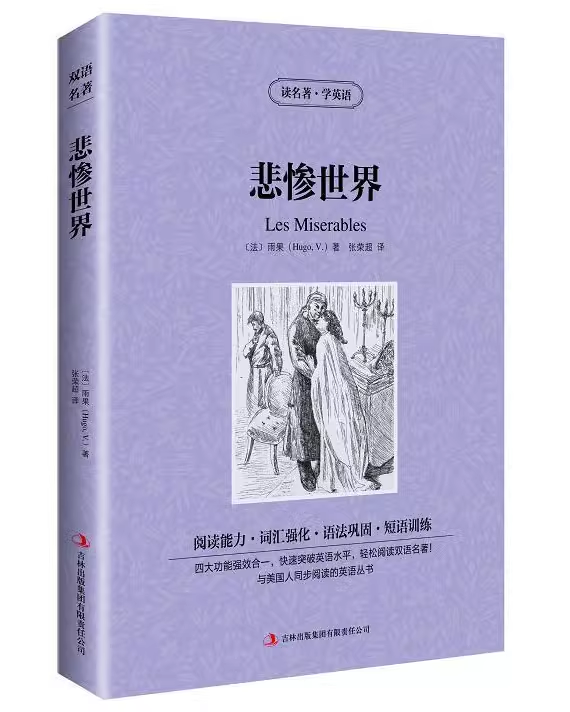 双语
名著
悲惨世界
〔法〕雨果(Hugo, V.)著
张荣超 译
吉林出版集团有限责任公司
读名著·学英语
悲惨世界
Les Miserables
〔法〕雨果(Hugo, V.)著 张荣超 译
阅读能力·词汇强化·语法巩固·短语训练
四大功能强效合一,快速突破英语水平,轻松阅读双语名著!
与美国人同步阅读的英语丛书
吉林出版集团有限责任公司